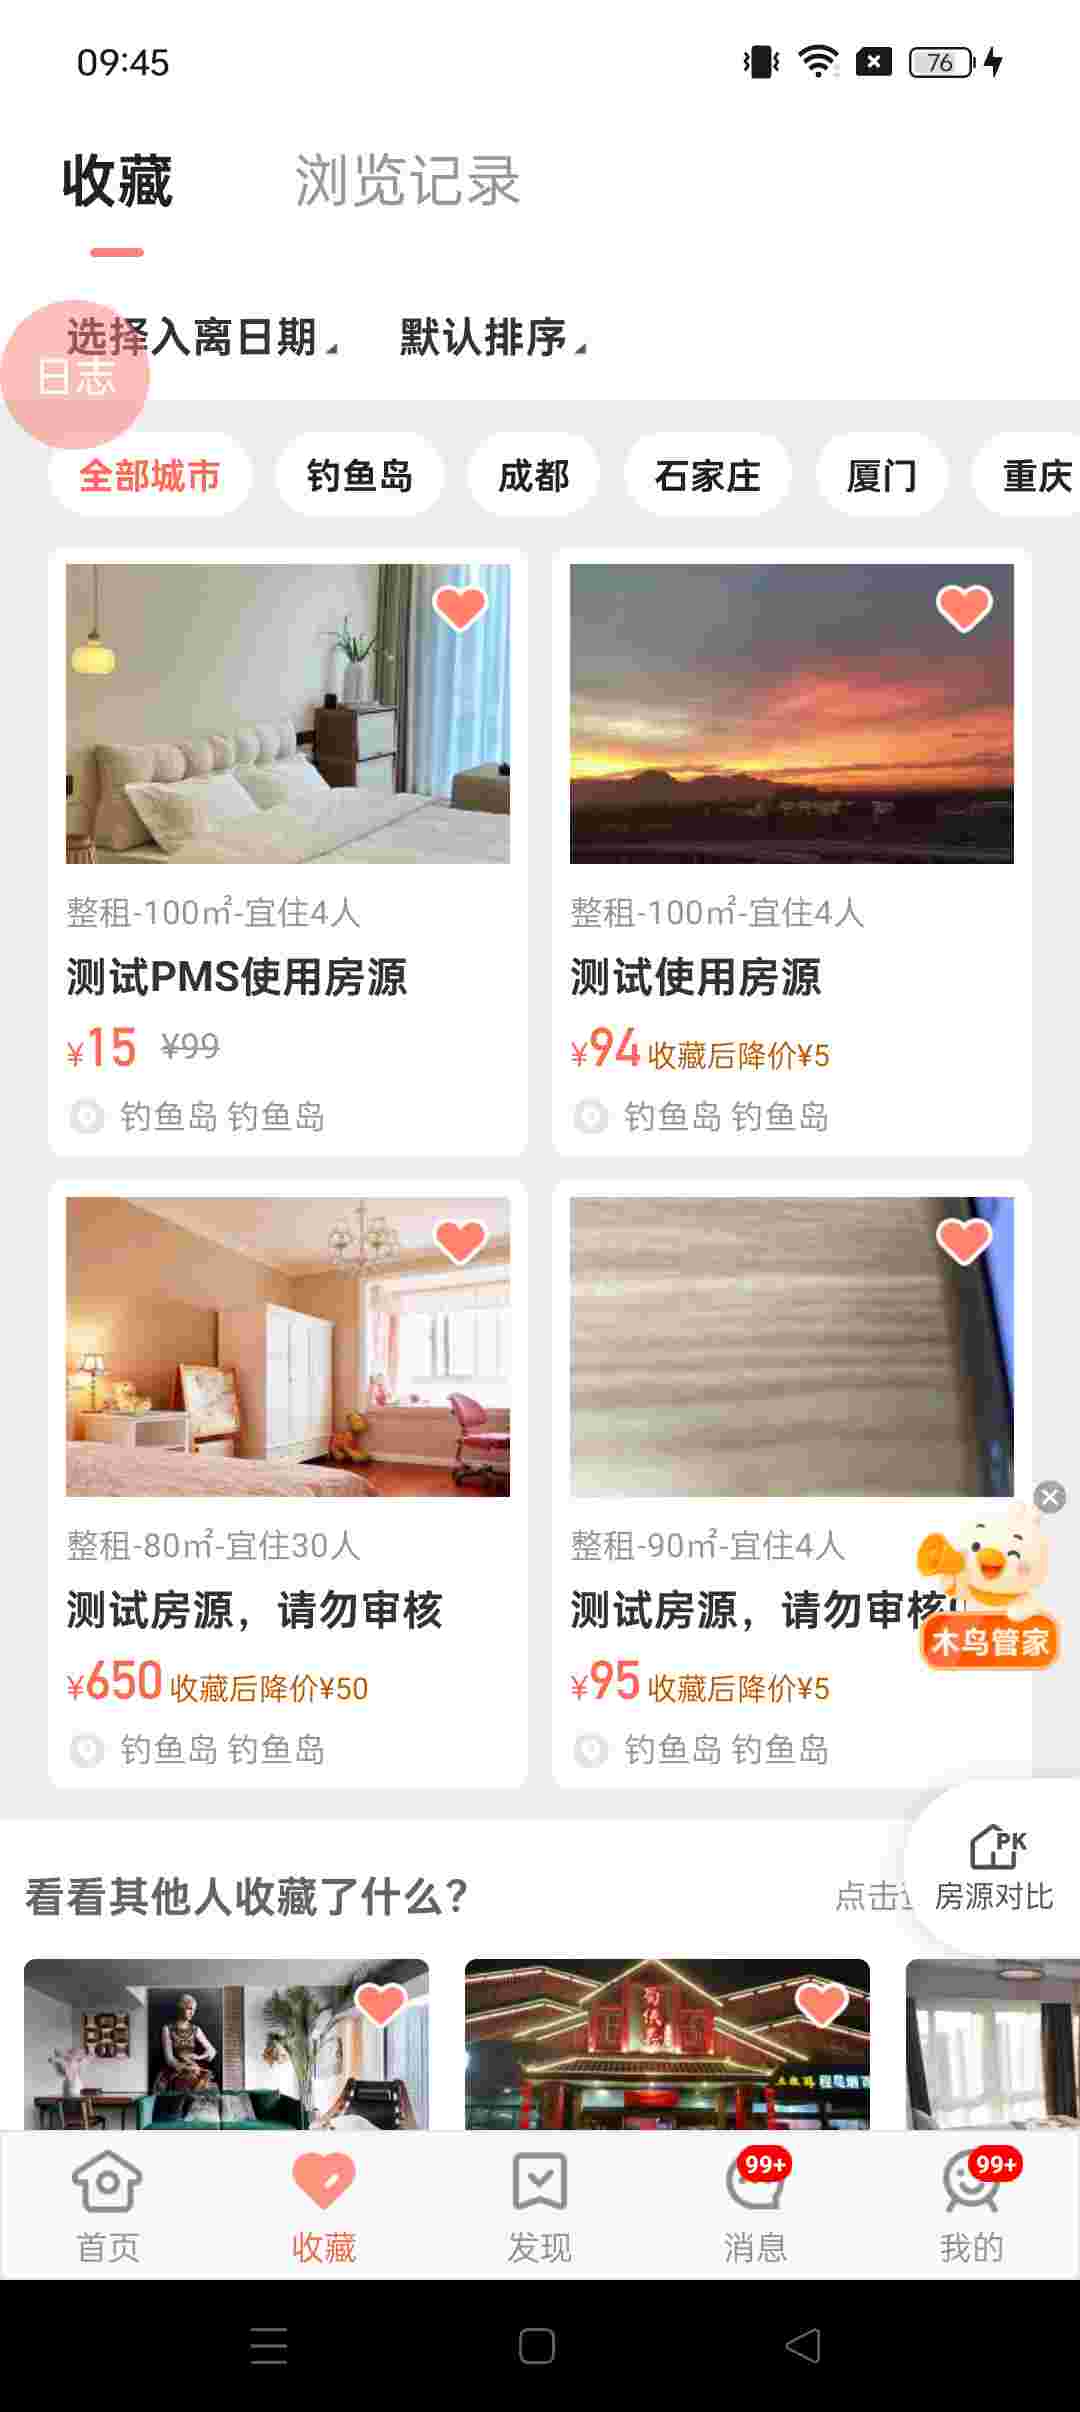 09:45
76
收藏
浏览记录
选择入离日期
默认排序
日志
全部城市
钓鱼岛
成都
石家庄
厦门
重庆
整租-100㎡-宜住4人
测试PMS使用房源
¥15 ¥99
钓鱼岛 钓鱼岛
整租-100㎡-宜住4人
测试使用房源
¥94 收藏后降价¥5
钓鱼岛 钓鱼岛
整租-80㎡-宜住30人
测试房源，请勿审核
¥650 收藏后降价¥50
钓鱼岛 钓鱼岛
整租-90㎡-宜住4人
测试房源，请勿审核
¥95 收藏后降价¥5
钓鱼岛 钓鱼岛
木鸟管家
PK
房源对比
看看其他人收藏了什么？
点击
首页
收藏
发现
99+
消息
99+
我的